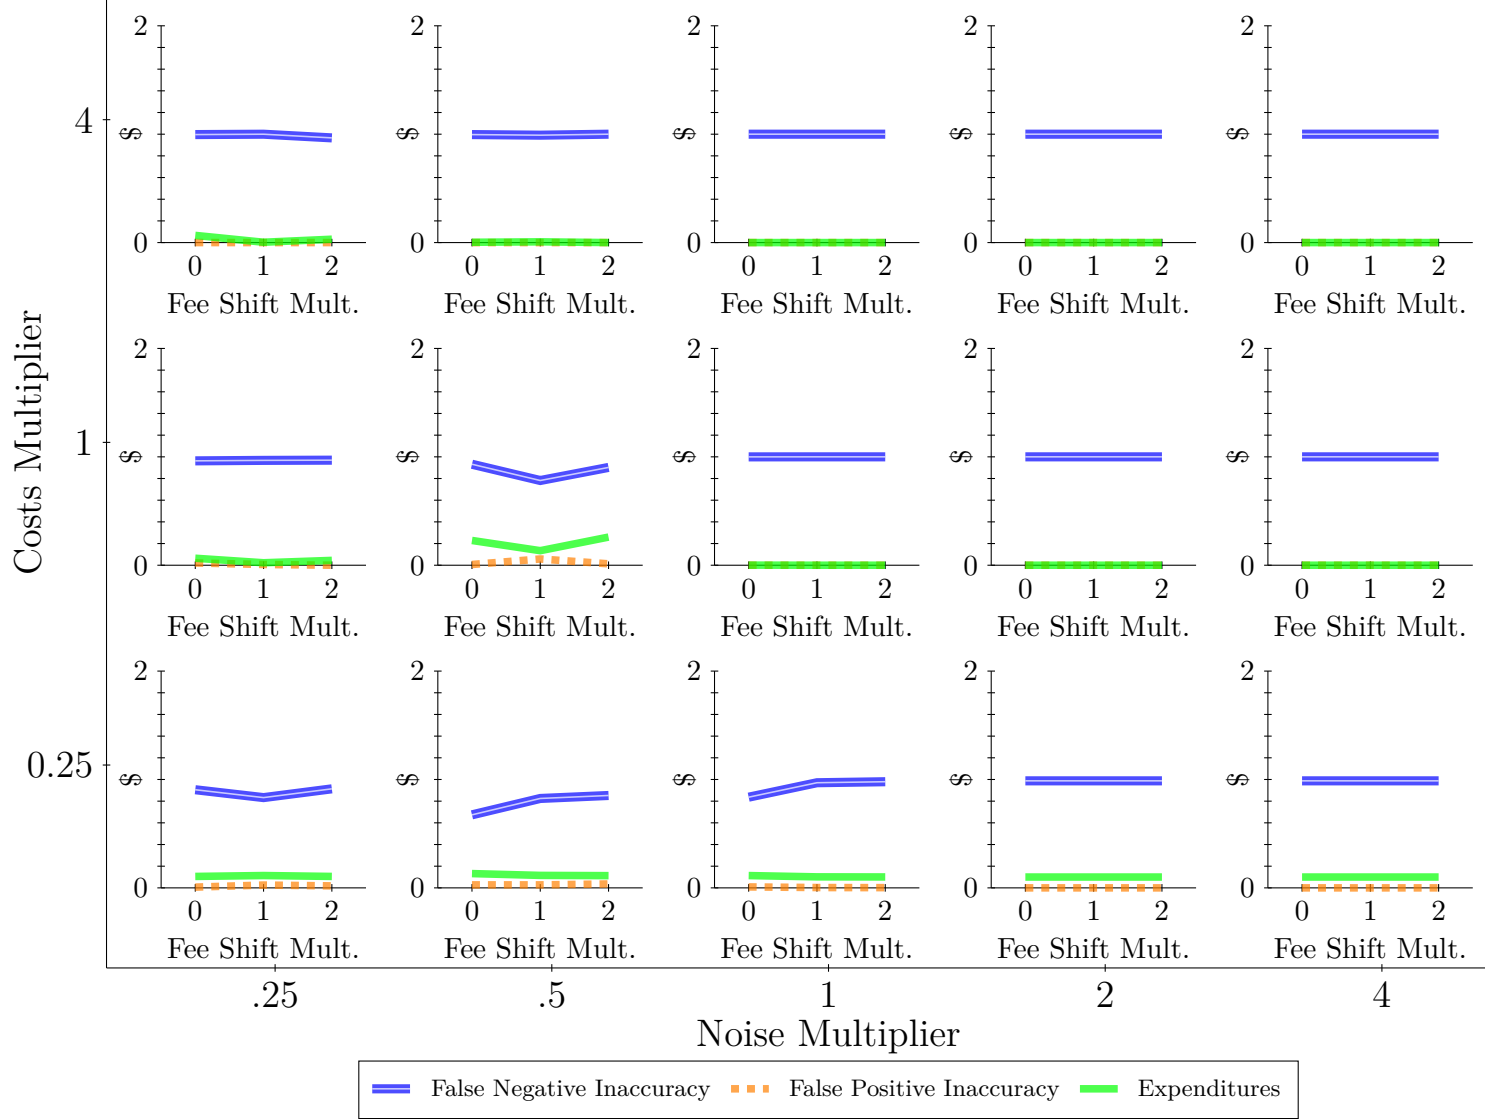 2
2
2
2
2
4
$
$
$
$
$
0
0
0
0
0
0 1 2
0 1 2
0 1 2
0 1 2
0 1 2
Fee Shift Mult.
Fee Shift Mult.
Fee Shift Mult.
Fee Shift Mult.
Fee Shift Mult.
Costs Multiplier
2
2
2
2
2
1
$
$
$
$
$
0
0
0
0
0
0 1 2
0 1 2
0 1 2
0 1 2
0 1 2
Fee Shift Mult.
Fee Shift Mult.
Fee Shift Mult.
Fee Shift Mult.
Fee Shift Mult.
2
2
2
2
2
0.25
$
$
$
$
$
0
0
0
0
0
0 1 2
0 1 2
0 1 2
0 1 2
0 1 2
Fee Shift Mult.
Fee Shift Mult.
Fee Shift Mult.
Fee Shift Mult.
Fee Shift Mult.
.25 .5 1 2 4
Noise Multiplier
False Negative Inaccuracy False Positive Inaccuracy Expenditures